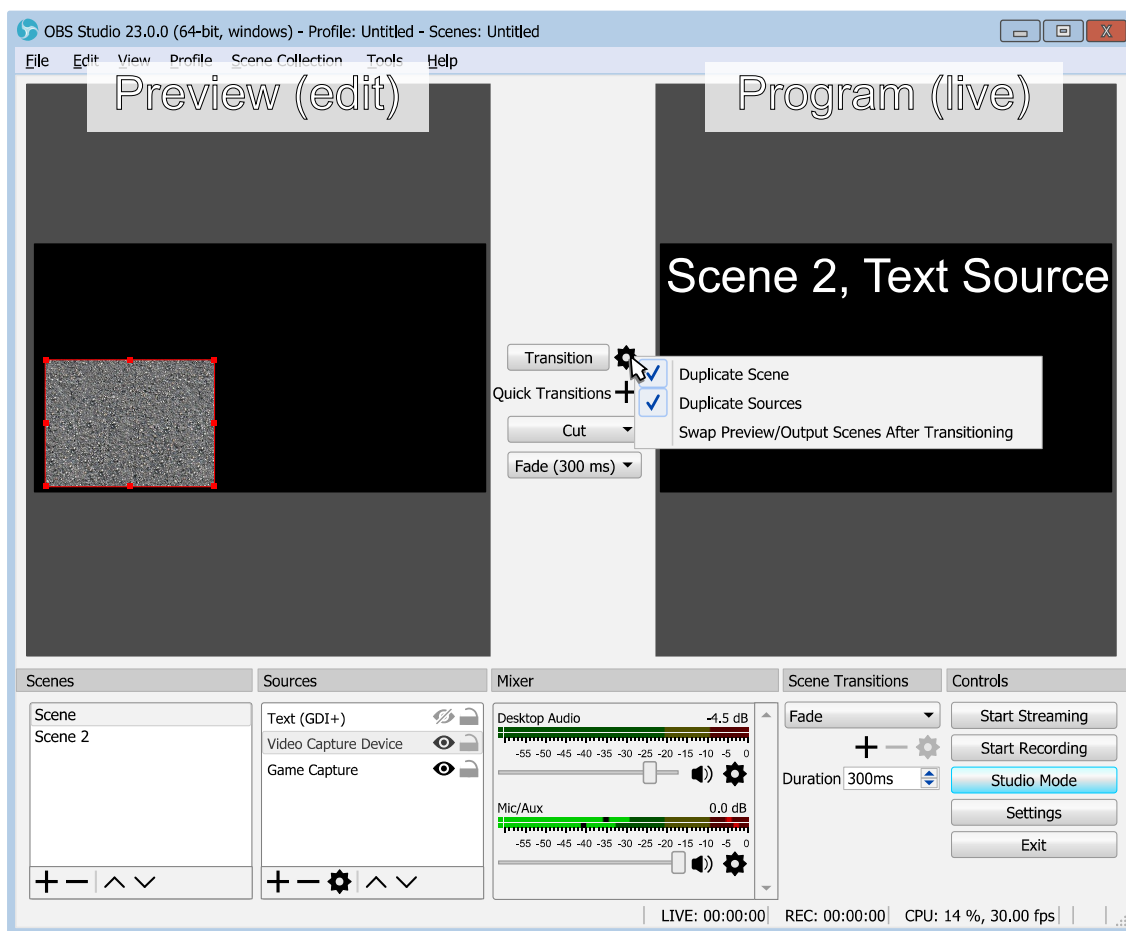 OBS Studio 23.0.0 (64-bit, windows) - Profile: Untitled - Scenes: Untitled
File Edit View Profile Scene Collection Tools Help
Preview (edit)
Program (live)
Scene 2, Text Source
Transition
Quick Transitions
Cut
Fade (300 ms)
Duplicate Scene
Duplicate Sources
Swap Preview/Output Scenes After Transitioning
Scenes
Scene
Scene 2
Sources
Text (GDI+)
Video Capture Device
Game Capture
Mixer
Desktop Audio -4.5 dB
-55 -50 -45 -40 -35 -30 -25 -20 -15 -10 -5 0
Mic/Aux 0.0 dB
-55 -50 -45 -40 -35 -30 -25 -20 -15 -10 -5 0
Scene Transitions
Fade
Duration 300ms
Controls
Start Streaming
Start Recording
Studio Mode
Settings
Exit
LIVE: 00:00:00 REC: 00:00:00 CPU: 14 %, 30.00 fps